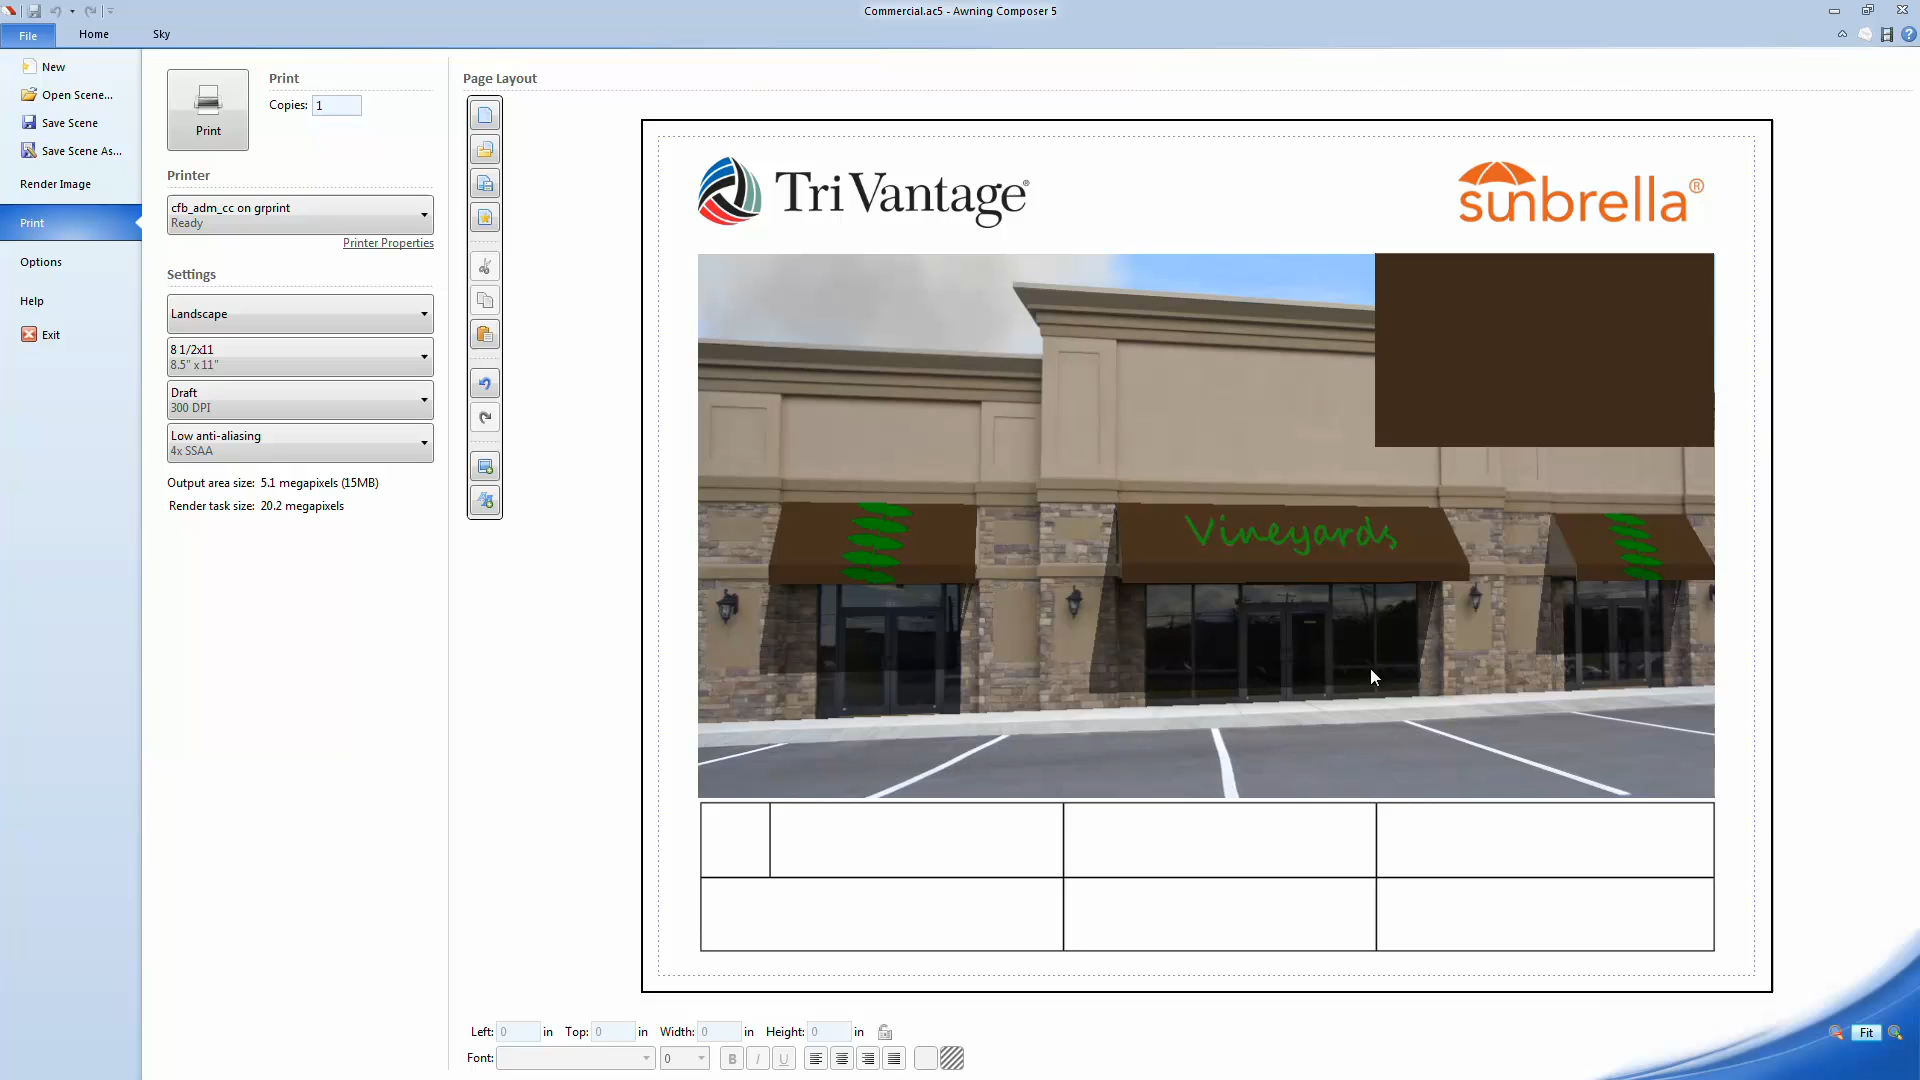 Commercial.ac5 - Awning Composer 5
File
Home
Sky
New
Open Scene...
Save Scene
Save Scene As...
Render Image
Print
Options
Help
Exit
Print
Print
Copies: 1
Printer
cfb_adm_cc on grprint
Ready
Printer Properties
Settings
Landscape
8 1/2x11
8.5" x 11"
Draft
300 DPI
Low anti-aliasing
4x SSAA
Output area size: 5.1 megapixels (15MB)
Render task size: 20.2 megapixels
Page Layout
TriVantage®
sunbrella®
Vineyards
Left: 0 in Top: 0 in Width: 0 in Height: 0 in
Font: 0 B I U
Fit